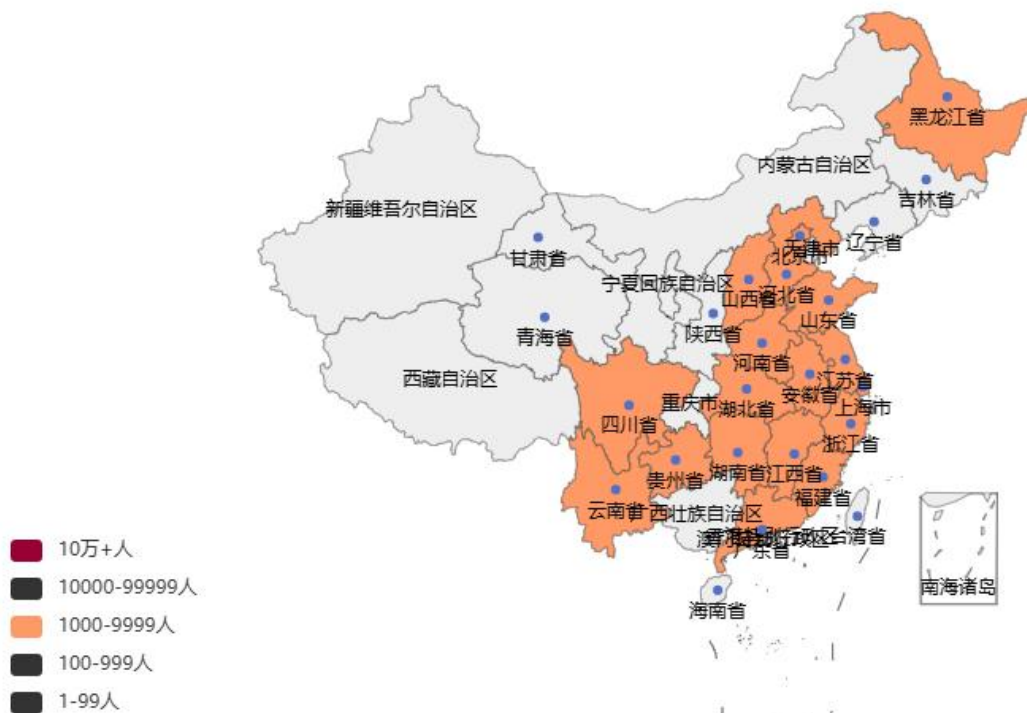 黑龙江省
内蒙古自治区
吉林省
新疆维吾尔自治区
辽宁省
天津市
北京市
甘肃省
宁夏回族自治区
河北省
山西省
山东省
青海省
陕西省
河南省
西藏自治区
江苏省
安徽省
重庆市
湖北省
上海市
四川省
浙江省
湖南省
江西省
贵州省
福建省
云南省
广西壮族自治区
台湾省
广东省
南海诸岛
海南省
10万+人
10000-99999人
1000-9999人
100-999人
1-99人